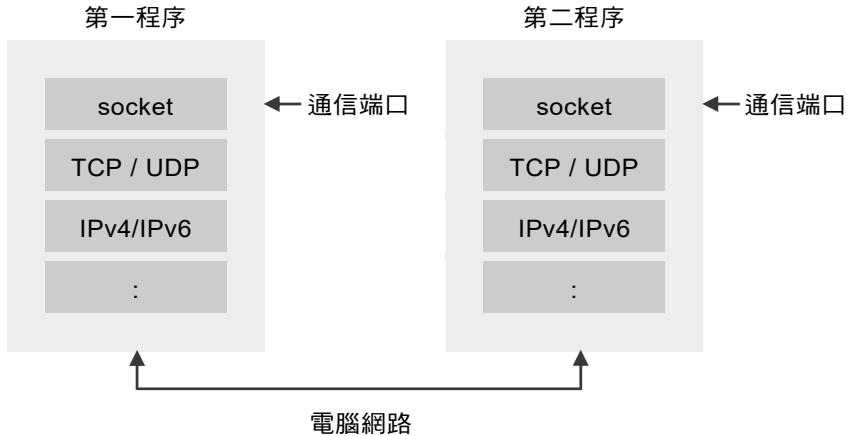 第一程序
第二程序
socket
通信端口
socket
通信端口
TCP / UDP
TCP / UDP
IPv4/IPv6
IPv4/IPv6
:
:
電腦網路